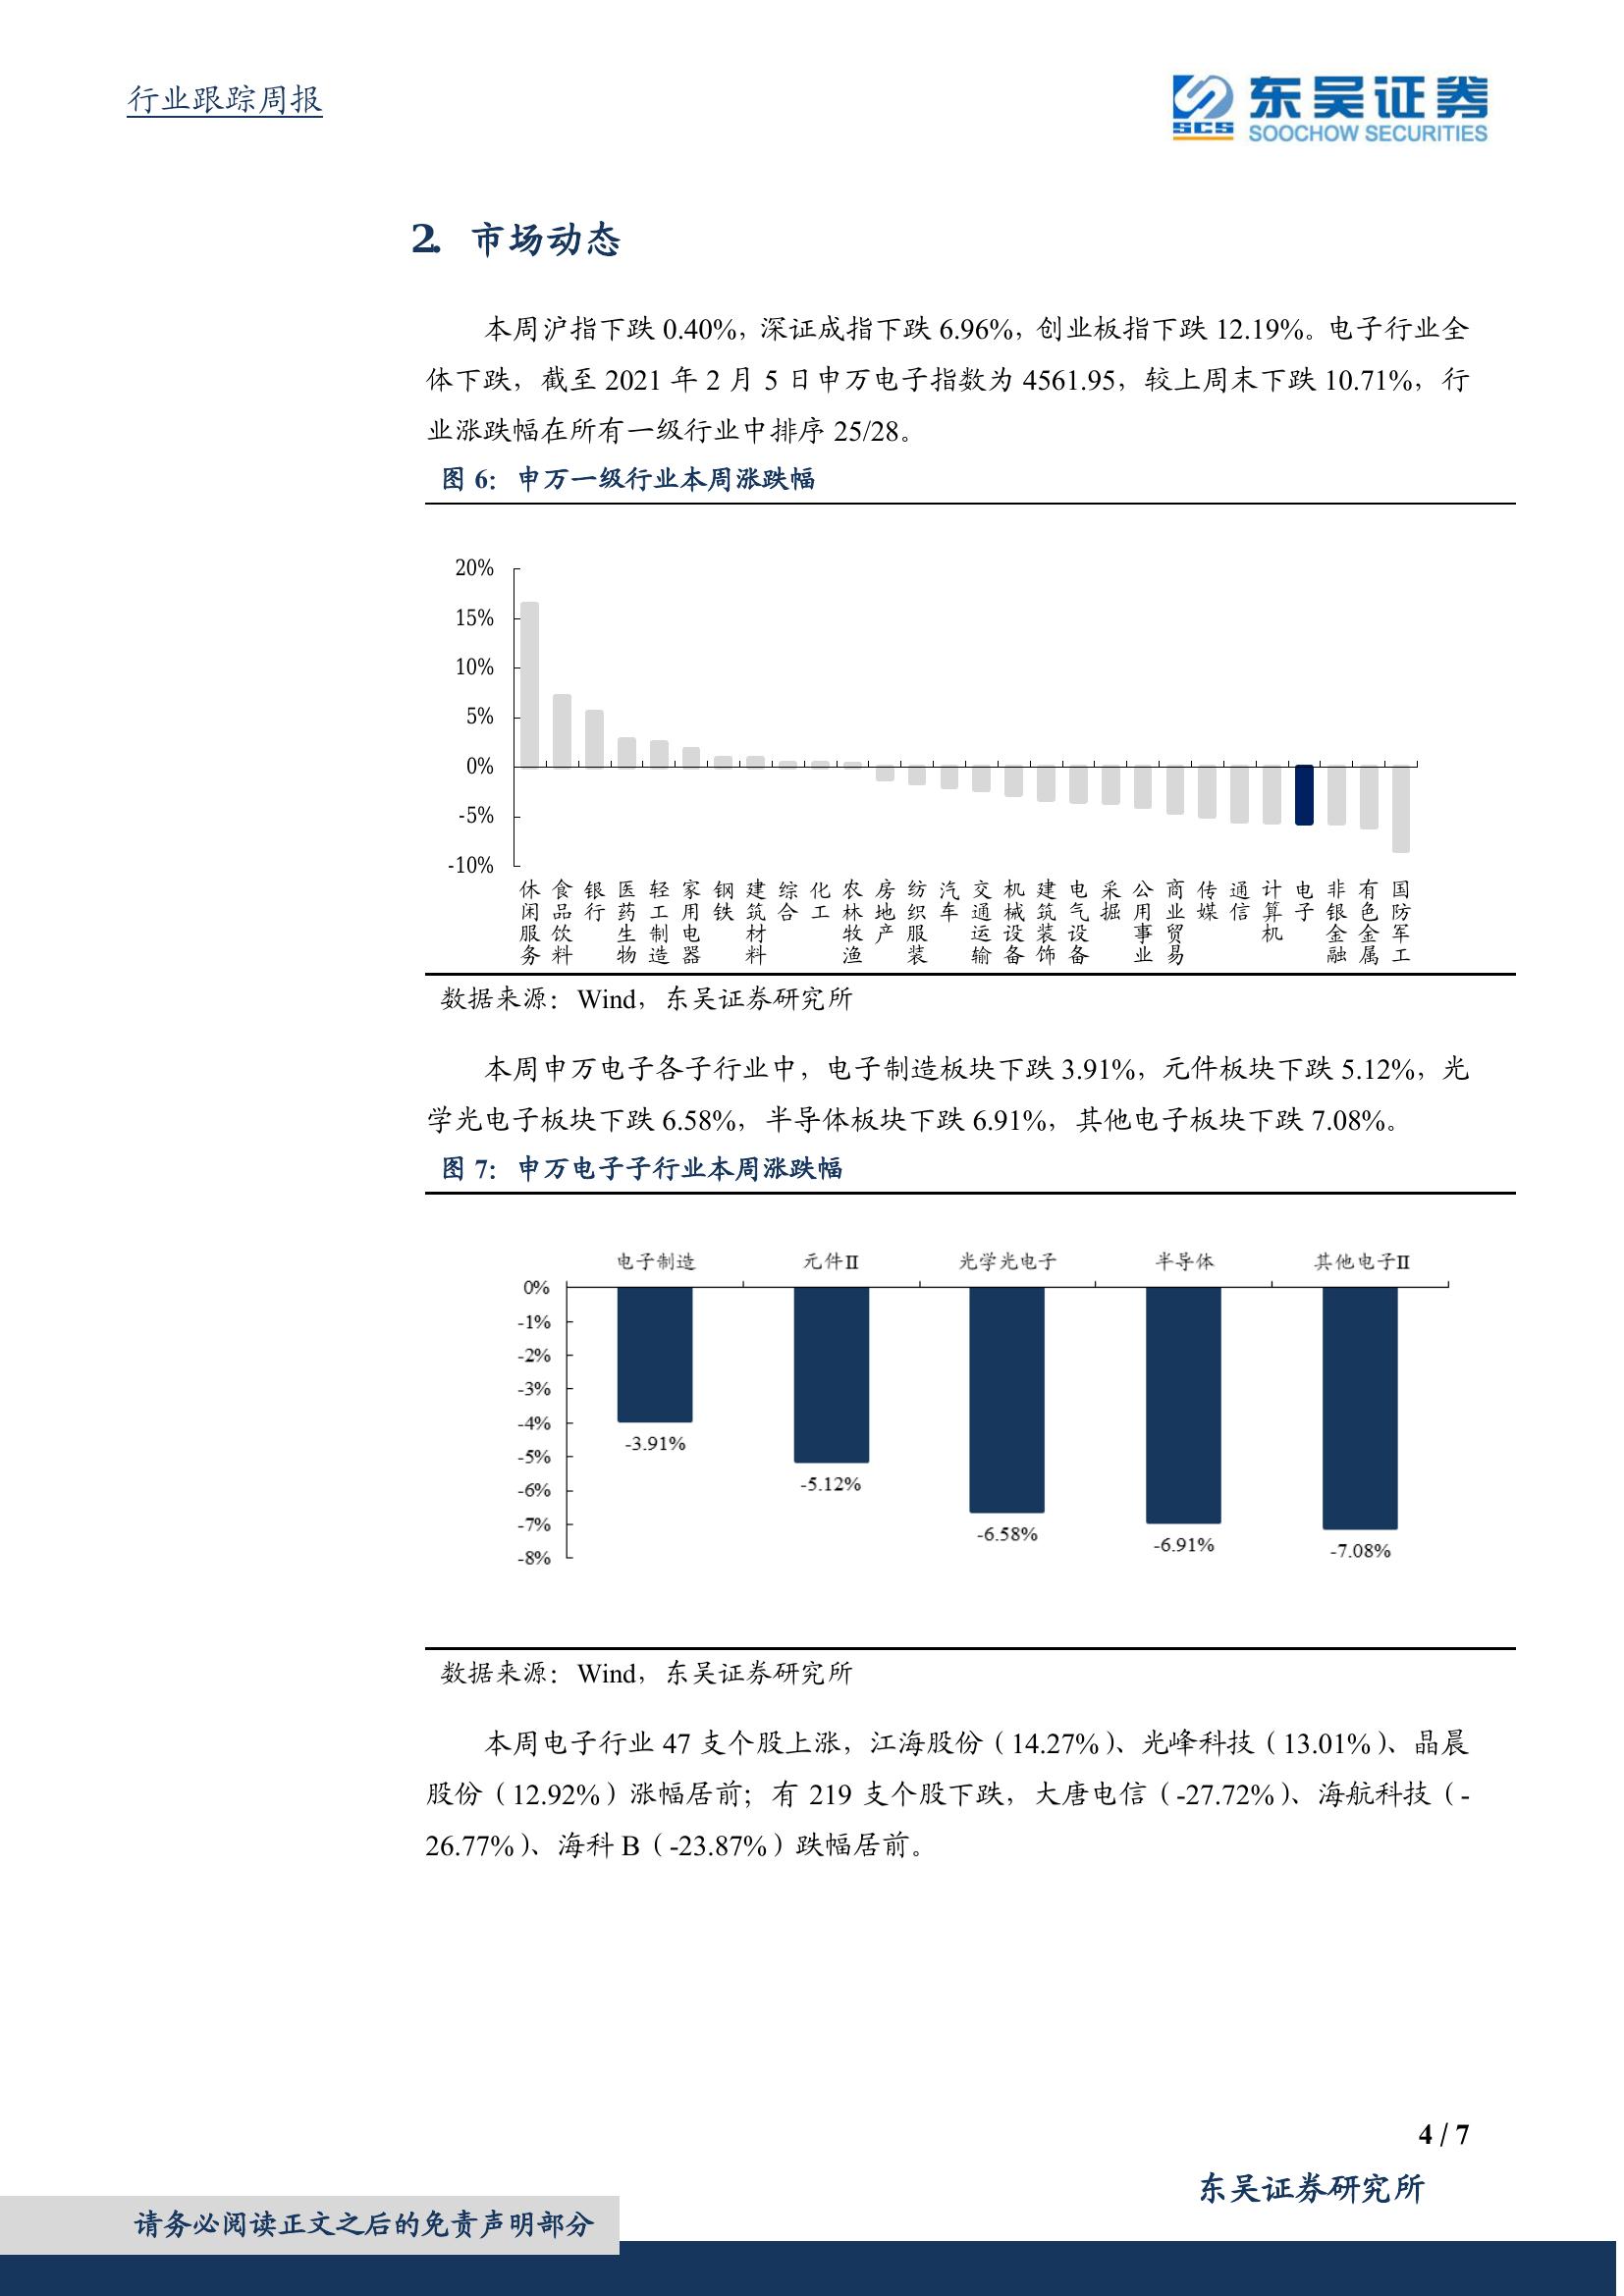 行业跟踪周报
SCS 东吴证券
SOOCHOW SECURITIES
2. 市场动态
本周沪指下跌 0.40%，深证成指下跌 6.96%，创业板指下跌 12.19%。电子行业全
体下跌，截至 2021 年 2 月 5 日申万电子指数为 4561.95，较上周末下跌 10.71%，行
业涨跌幅在所有一级行业中排序 25/28。
图 6：申万一级行业本周涨跌幅
20%
15%
10%
5%
0%
-5%
-10%
休闲服务
食品饮料
银行
医药生物
轻工制造
家用电器
钢铁
建筑材料
综合
化工
农林牧渔
房地产
纺织服装
汽车
交通运输
机械设备
建筑装饰
电气设备
采掘
公用事业
商业贸易
传媒
通信
计算机
电子
非银金融
有色金属
国防军工
数据来源：Wind，东吴证券研究所
本周申万电子各子行业中，电子制造板块下跌 3.91%，元件板块下跌 5.12%，光
学光电子板块下跌 6.58%，半导体板块下跌 6.91%，其他电子板块下跌 7.08%。
图 7：申万电子子行业本周涨跌幅
电子制造 元件II 光学光电子 半导体 其他电子II
0%
-1%
-2%
-3%
-4%
-5%
-6%
-7%
-8%
-3.91%
-5.12%
-6.58%
-6.91%
-7.08%
数据来源：Wind，东吴证券研究所
本周电子行业 47 支个股上涨，江海股份（14.27%）、光峰科技（13.01%）、晶晨
股份（12.92%）涨幅居前；有 219 支个股下跌，大唐电信（-27.72%）、海航科技（-
26.77%）、海科 B（-23.87%）跌幅居前。
4 / 7
东吴证券研究所
请务必阅读正文之后的免责声明部分